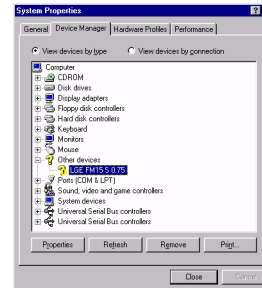 System Properties
General Device Manager Hardware Profiles Performance
View devices by type View devices by connection
Computer
CDROM
Disk drives
Display adapters
Floppy disk controllers
Hard disk controllers
Keyboard
Monitors
Mouse
Other devices
LGE FM15 S 0.75
Ports (COM & LPT)
Sound, video and game controllers
System devices
Universal Serial Bus controllers
Universal Serial Bus controllers
Properties Refresh Remove Print...
Close Cancel